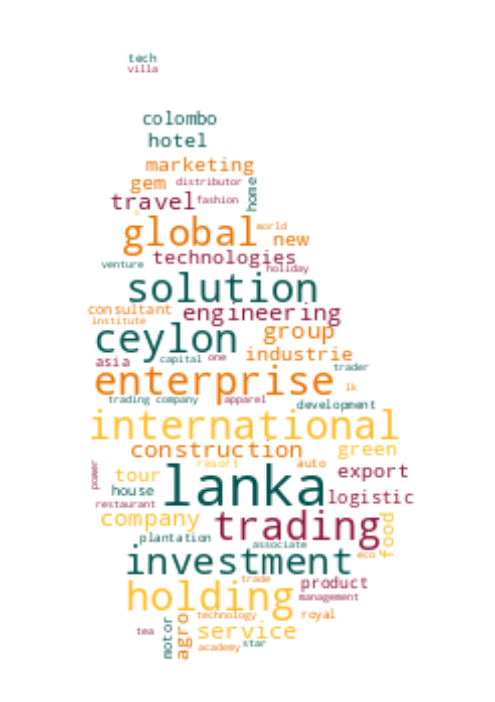 tech
villa
colombo
hotel
marketing
gem distributor
home
travel fashion
global world
new
technologies
venture holiday
solution
consultant engineering
institute
ceylon group
asia capital one industrie
trader
enterprise lk
trading company apparel
development
international
construction green
resort auto
power tour export
house lanka logistic
restaurant
company trading food
plantation associate
investment eco
trade
holding product
management
technology royal
motor agro service
tea
academy star